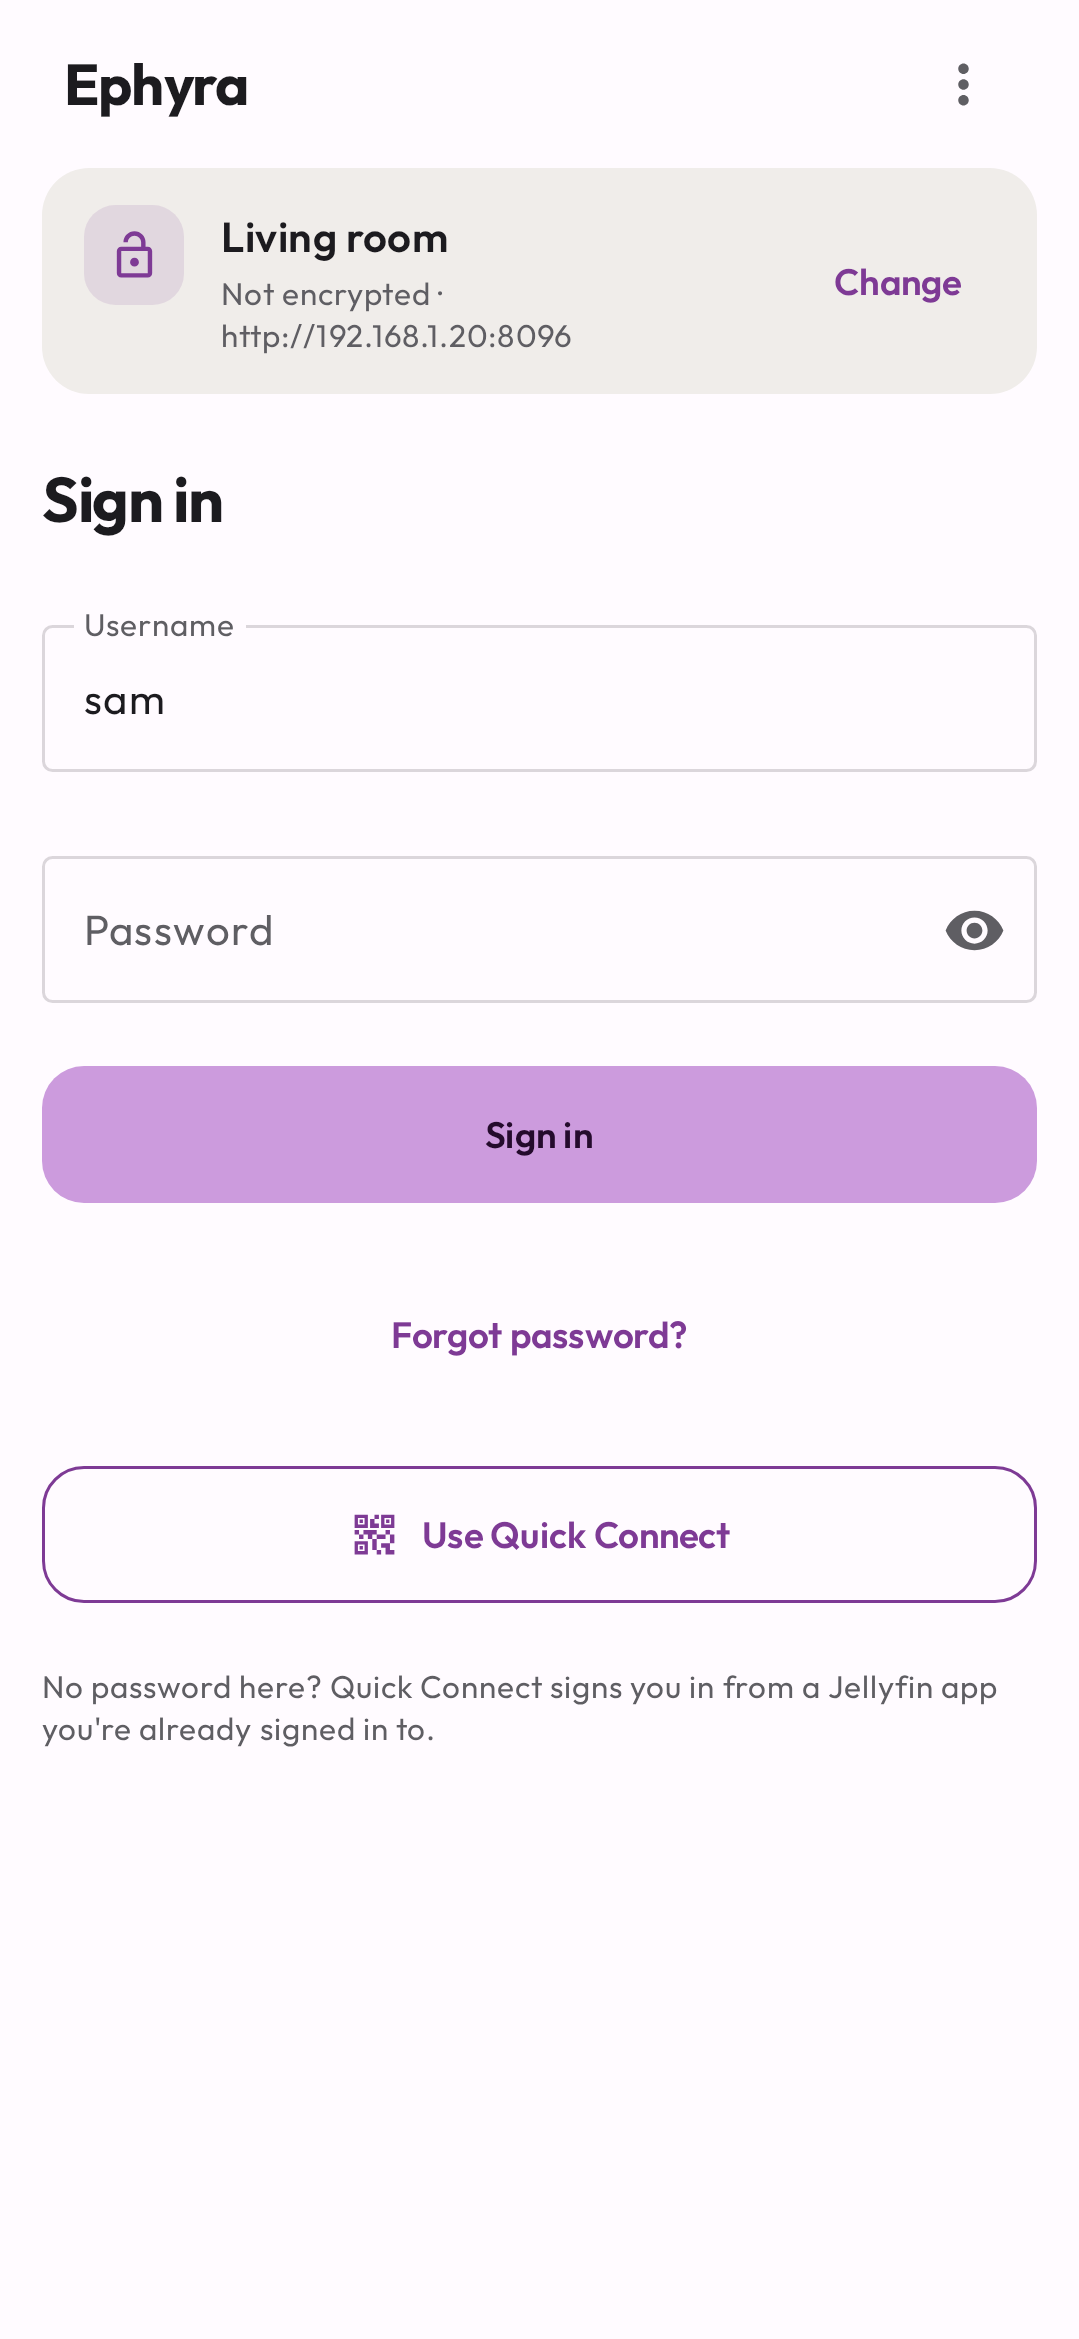 Ephyra
Living room
Not encrypted ·
http://192.168.1.20:8096
Change
Sign in
Username
sam
Password
Sign in
Forgot password?
Use Quick Connect
No password here? Quick Connect signs you in from a Jellyfin app
you're already signed in to.